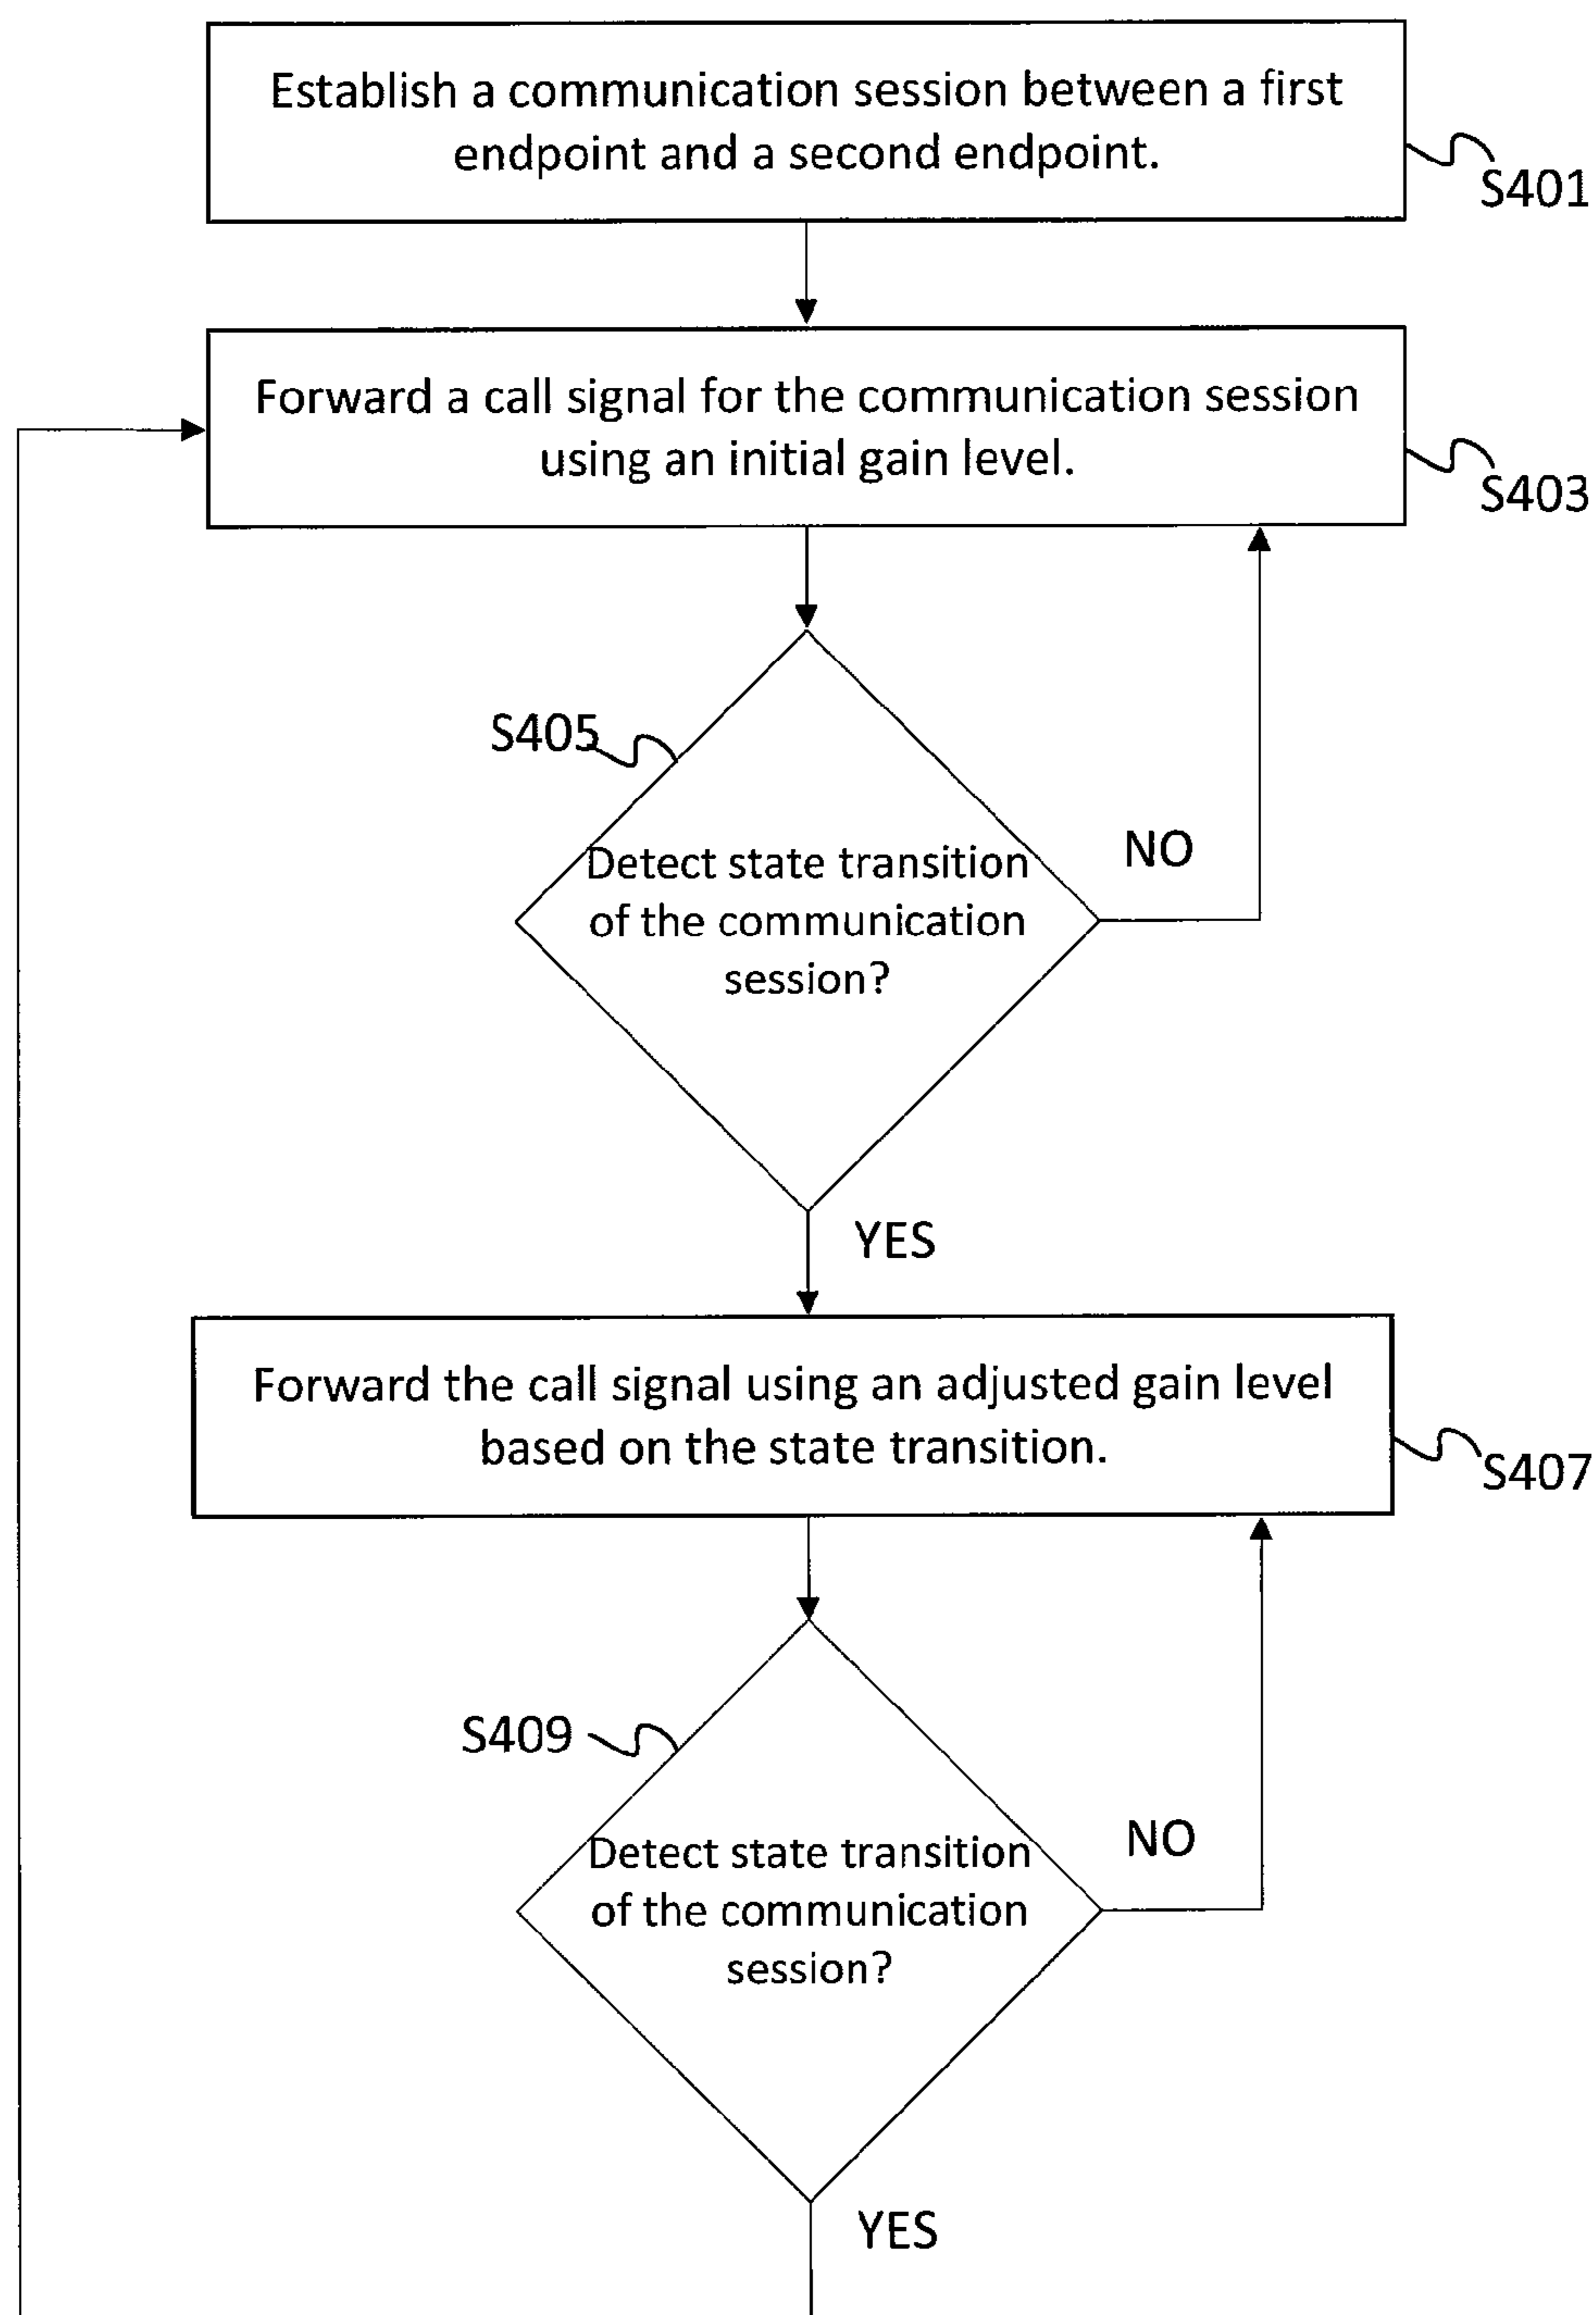 Establish a communication session between a first
endpoint and a second endpoint.
S401
Forward a call signal for the communication session
using an initial gain level.
S403
S405
Detect state transition
of the communication
session?
NO
YES
Forward the call signal using an adjusted gain level
based on the state transition.
S407
S409
Detect state transition
of the communication
session?
NO
YES